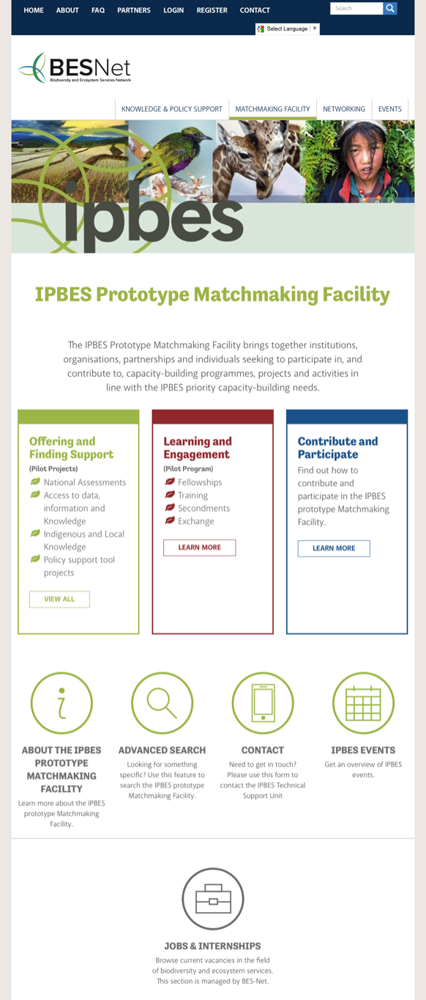 HOME ABOUT FAQ PARTNERS LOGIN REGISTER CONTACT
Search
Select Language ▼
BESNet
Biodiversity and Ecosystem Services Network
KNOWLEDGE & POLICY SUPPORT MATCHMAKING FACILITY NETWORKING EVENTS
ipbes
IPBES Prototype Matchmaking Facility
The IPBES Prototype Matchmaking Facility brings together institutions,
organisations, partnerships and individuals seeking to participate in, and
contribute to, capacity-building programmes, projects and activities in
line with the IPBES priority capacity-building needs.
Offering and
Finding Support
(Pilot Projects)
National Assessments
Access to data,
information and
Knowledge
Indigenous and Local
Knowledge
Policy support tool
projects
VIEW ALL
Learning and
Engagement
(Pilot Program)
Fellowships
Training
Secondments
Exchange
LEARN MORE
Contribute and
Participate
Find out how to
contribute and
participate in the IPBES
prototype Matchmaking
Facility.
LEARN MORE
ABOUT THE IPBES
PROTOTYPE
MATCHMAKING
FACILITY
Learn more about the IPBES
prototype Matchmaking
Facility.
ADVANCED SEARCH
Looking for something
specific? Use this feature to
search the IPBES prototype
Matchmaking Facility.
CONTACT
Need to get in touch?
Please use this form to
contact the IPBES Technical
Support Unit
IPBES EVENTS
Get an overview of IPBES
events.
JOBS & INTERNSHIPS
Browse current vacancies in the field
of biodiversity and ecosystem services.
This section is managed by BES-Net.